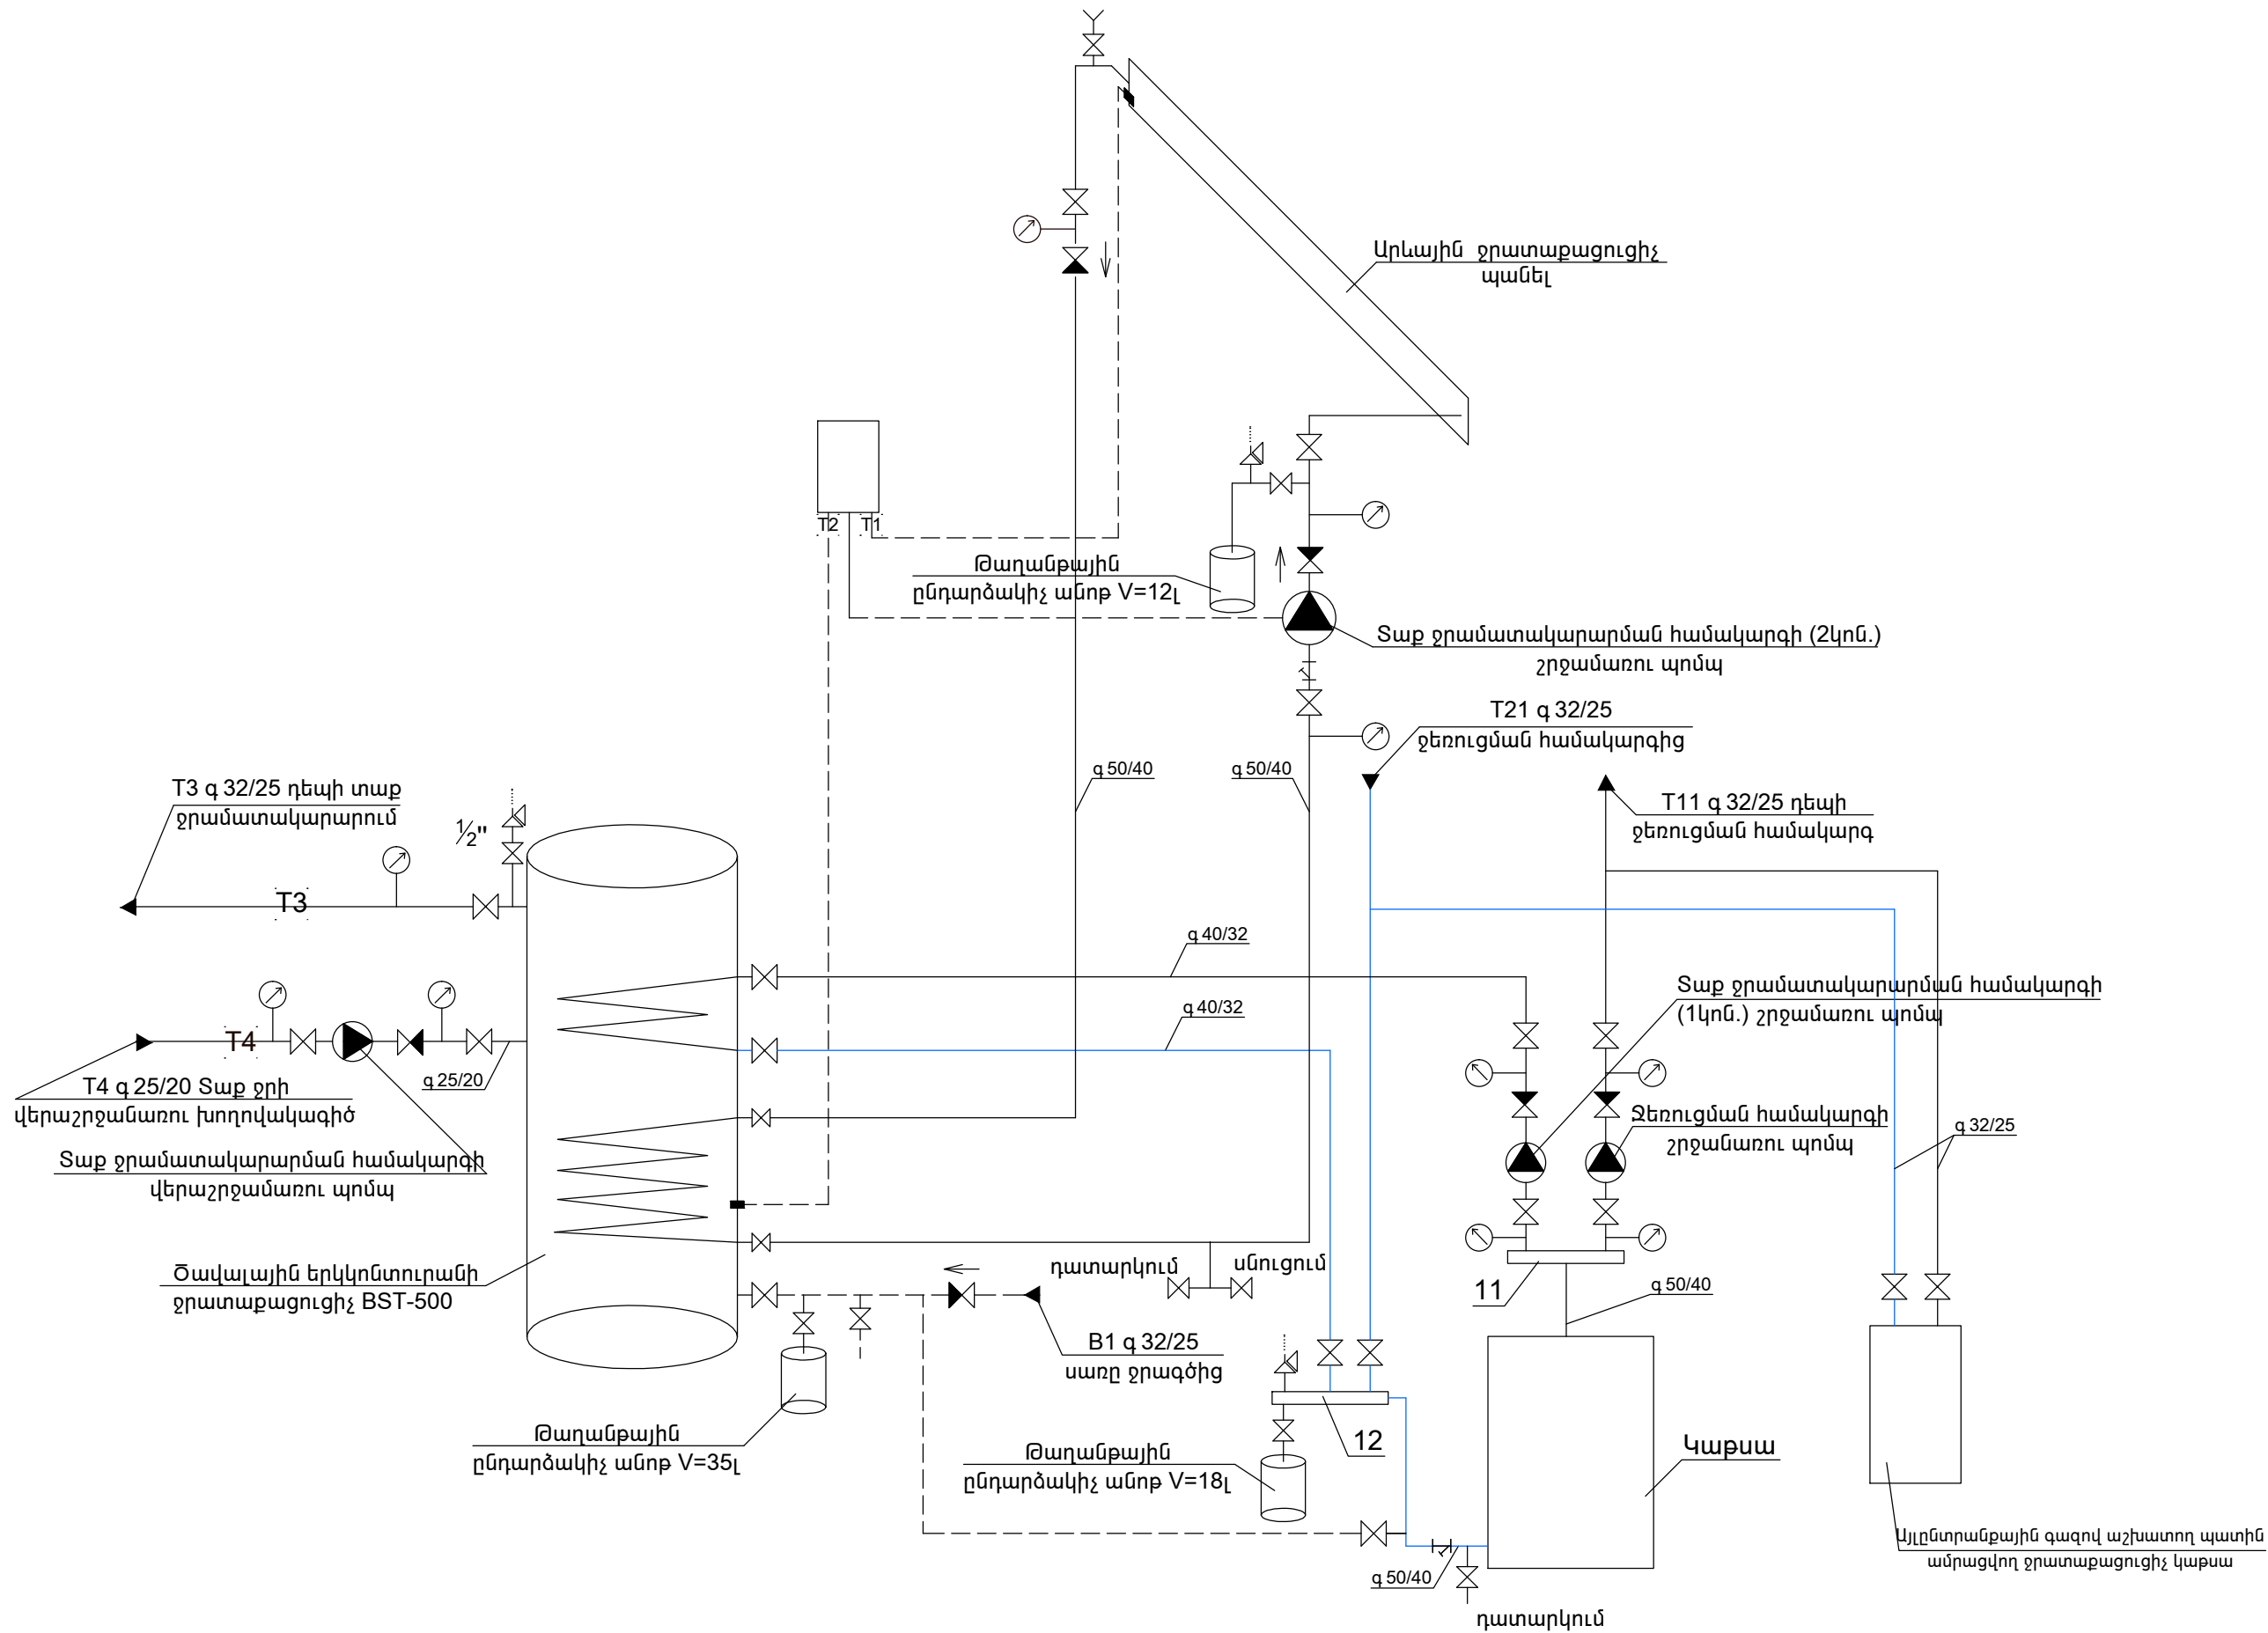 Արևային ջրատաքացուցիչ
պանել
T2
T1
Թաղանթային
ընդարձակիչ անոթ V=12լ
Տաք ջրամատակարարման համակարգի (2կոն.)
շրջամառու պոմպ
T21 գ 32/25
ջեռուցման համակարգից
գ 50/40
գ 50/40
T3 գ 32/25 դեպի տաք
ջրամատակարարում
1/2"
T11 գ 32/25 դեպի
ջեռուցման համակարգ
T3
գ 40/32
Տաք ջրամատակարարման համակարգի
(1կոն.) շրջամառու պոմպ
գ 40/32
T4
գ 25/20
T4 գ 25/20 Տաք ջրի
վերաշրջանառու խողովակագիծ
Ջեռուցման համակարգի
շրջանառու պոմպ
գ 32/25
Տաք ջրամատակարարման համակարգի
վերաշրջամառու պոմպ
Ծավալային երկկոնտուրանի
ջրատաքացուցիչ BST-500
դատարկում
սնուցում
11
գ 50/40
B1 գ 32/25
սառը ջրագծից
Թաղանթային
ընդարձակիչ անոթ V=35լ
Թաղանթային
ընդարձակիչ անոթ V=18լ
12
Կաթսա
Այլընտրանքային գազով աշխատող պատին
ամրացվող ջրատաքացուցիչ կաթսա
գ 50/40
դատարկում